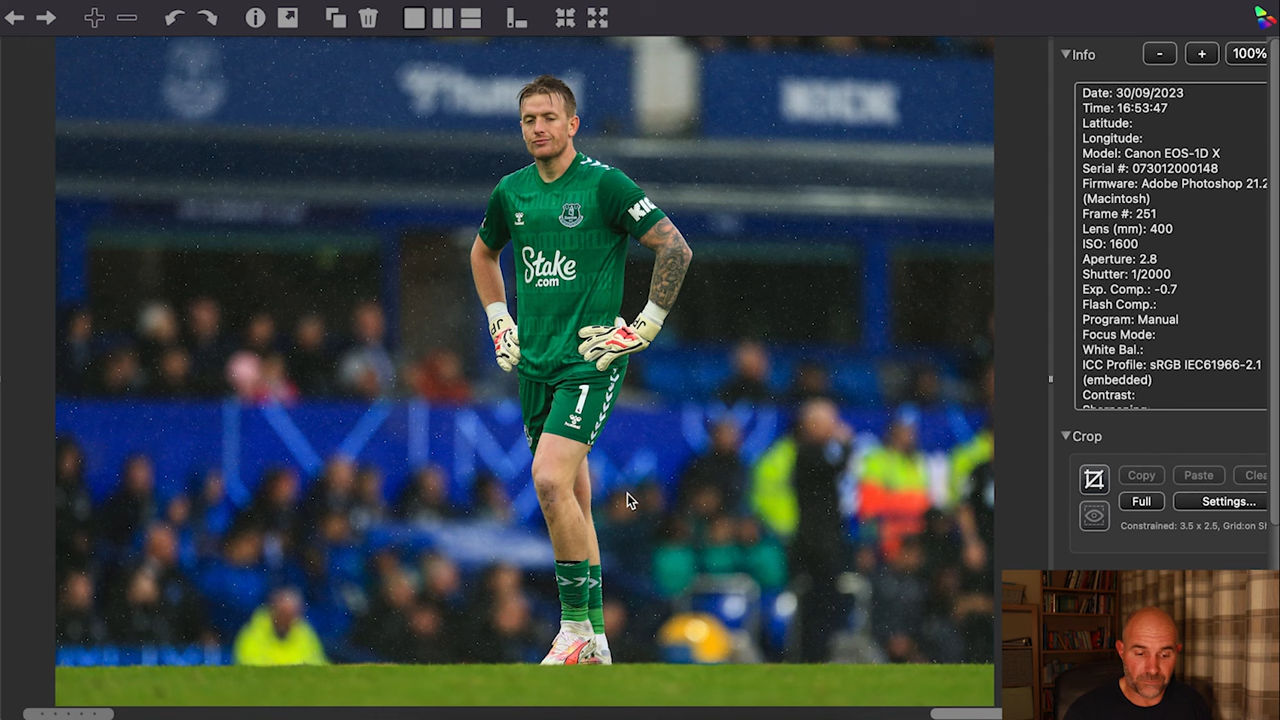 Info
-
+
100%
Date: 30/09/2023
Time: 16:53:47
Latitude:
Longitude:
Model: Canon EOS-1D X
Serial #: 073012000148
Firmware: Adobe Photoshop 21.2
(Macintosh)
Frame #: 251
Lens (mm): 400
ISO: 1600
Aperture: 2.8
Shutter: 1/2000
Exp. Comp.: -0.7
Flash Comp.:
Program: Manual
Focus Mode:
White Bal.:
ICC Profile: sRGB IEC61966-2.1
(embedded)
Contrast:
Crop
Copy
Paste
Full
Settings...
Constrained: 3.5 x 2.5, Grid:on
KICK
Stake
.com
JP
1